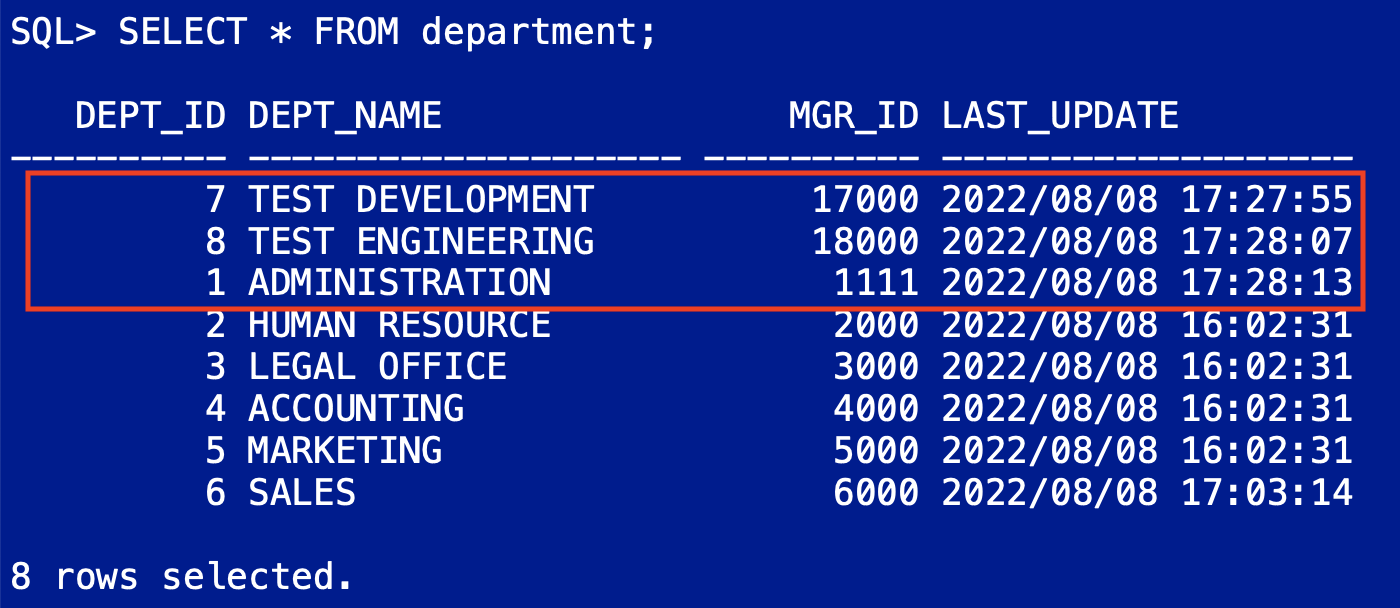 SQL> SELECT * FROM department;
   DEPT_ID DEPT_NAME                MGR_ID LAST_UPDATE
---------- -------------------- ---------- -------------------
         7 TEST DEVELOPMENT          17000 2022/08/08 17:27:55
         8 TEST ENGINEERING          18000 2022/08/08 17:28:07
         1 ADMINISTRATION             1111 2022/08/08 17:28:13
         2 HUMAN RESOURCE             2000 2022/08/08 16:02:31
         3 LEGAL OFFICE               3000 2022/08/08 16:02:31
         4 ACCOUNTING                 4000 2022/08/08 16:02:31
         5 MARKETING                  5000 2022/08/08 16:02:31
         6 SALES                      6000 2022/08/08 17:03:14
8 rows selected.